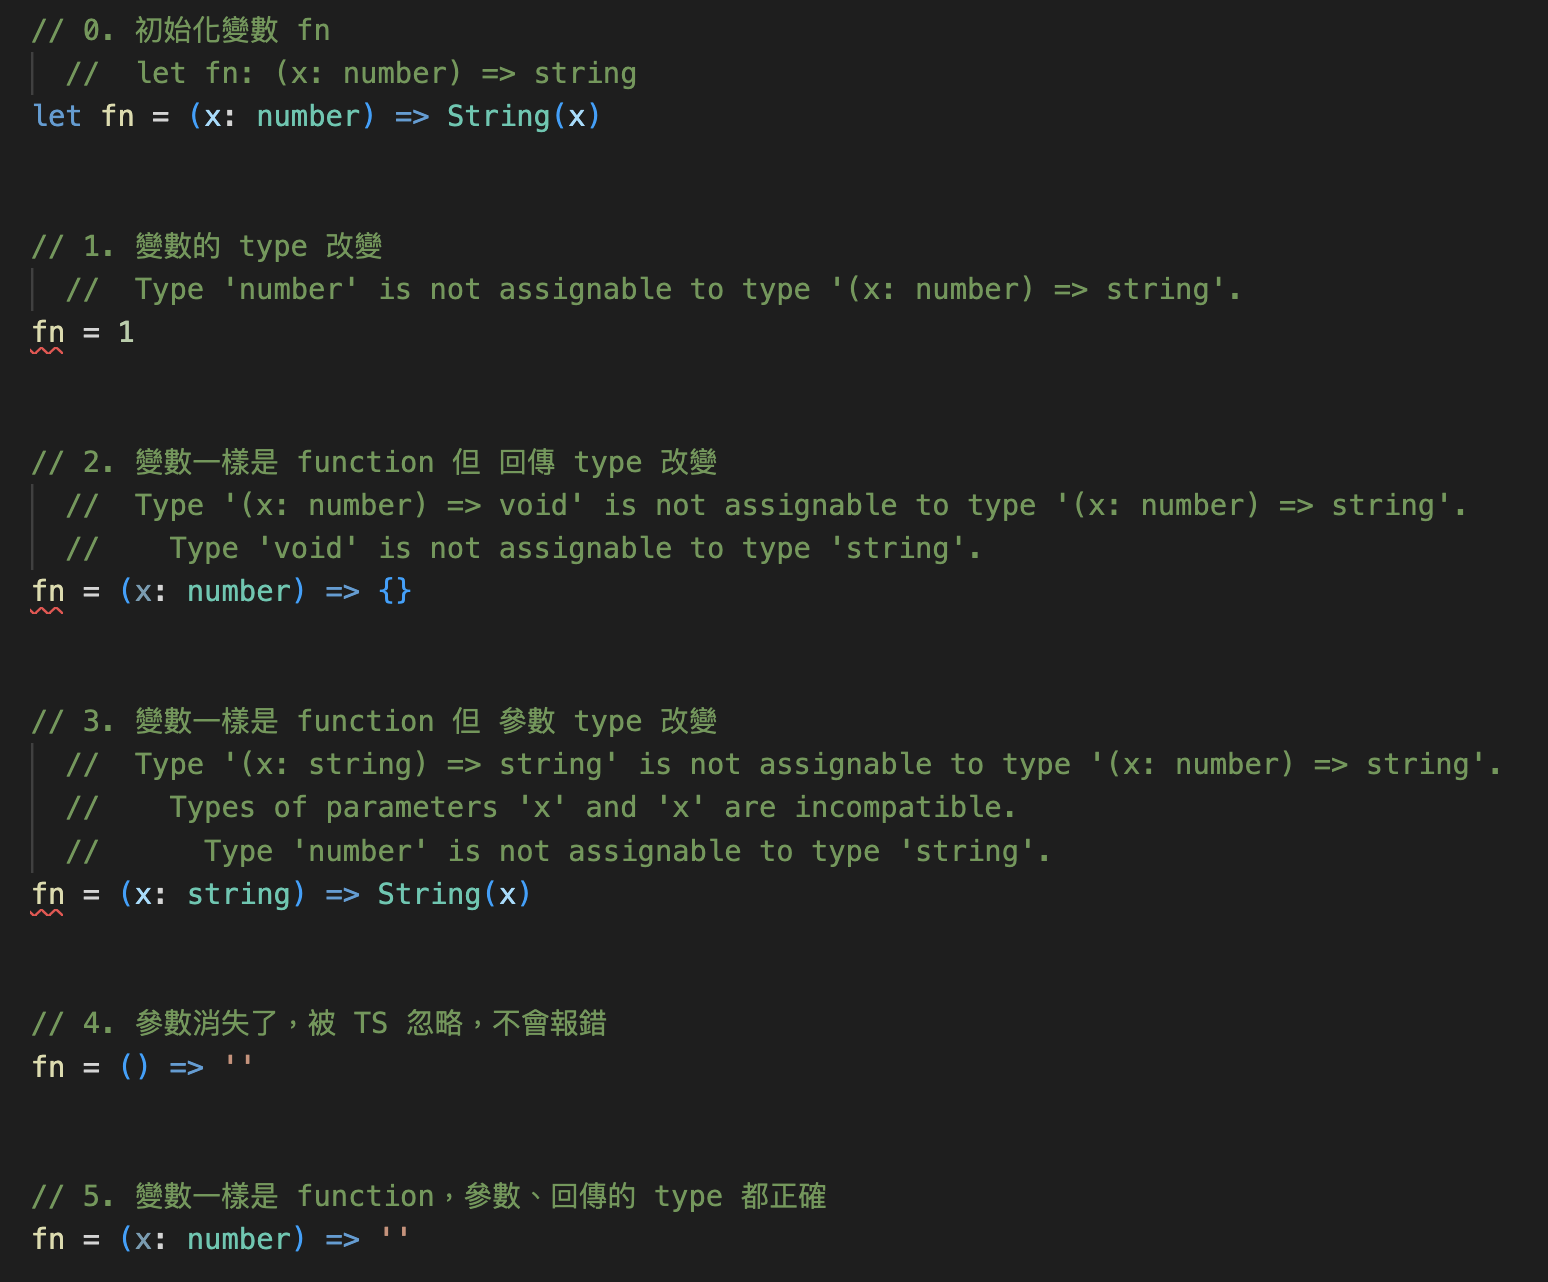 // 0. 初始化變數 fn
//  let fn: (x: number) => string
let fn = (x: number) => String(x)
// 1. 變數的 type 改變
//  Type 'number' is not assignable to type '(x: number) => string'.
fn = 1
// 2. 變數一樣是 function 但 回傳 type 改變
//  Type '(x: number) => void' is not assignable to type '(x: number) => string'.
//    Type 'void' is not assignable to type 'string'.
fn = (x: number) => {}
// 3. 變數一樣是 function 但 參數 type 改變
//  Type '(x: string) => string' is not assignable to type '(x: number) => string'.
//    Types of parameters 'x' and 'x' are incompatible.
//      Type 'number' is not assignable to type 'string'.
fn = (x: string) => String(x)
// 4. 參數消失了，被 TS 忽略，不會報錯
fn = () => ''
// 5. 變數一樣是 function，參數、回傳的 type 都正確
fn = (x: number) => ''